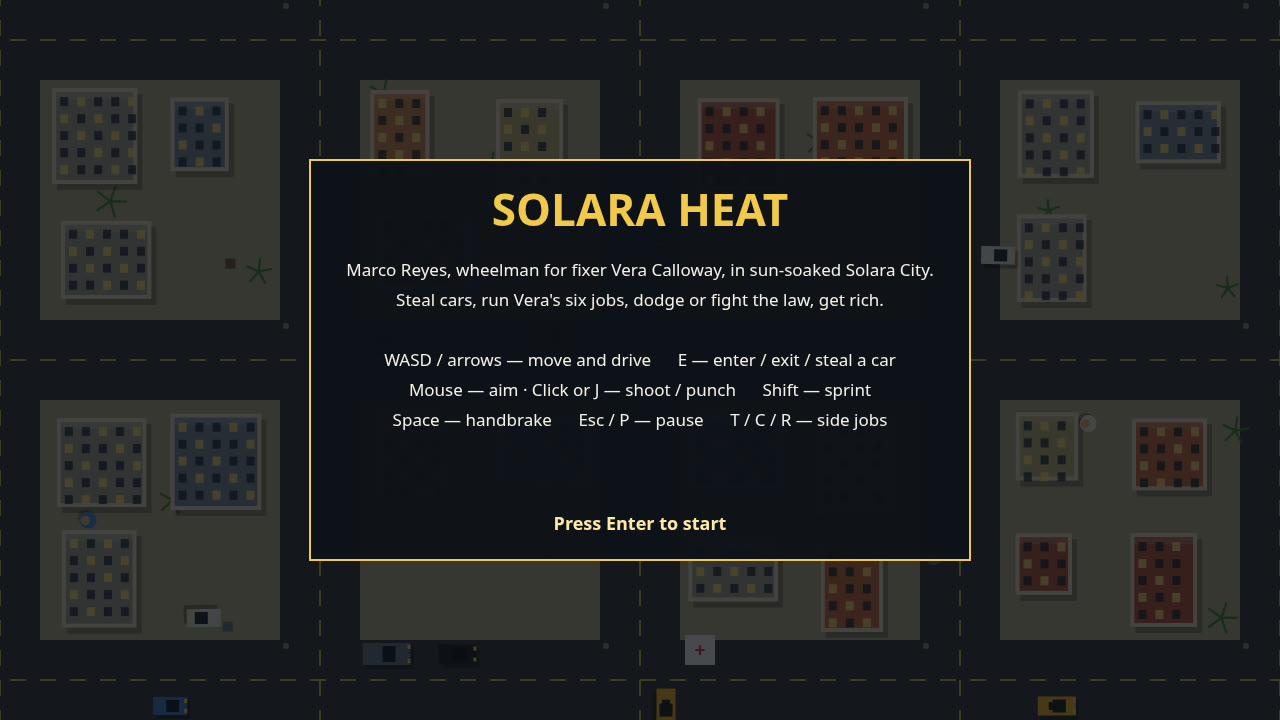 SOLARA HEAT
Marco Reyes, wheelman for fixer Vera Calloway, in sun-soaked Solara City.
Steal cars, run Vera's six jobs, dodge or fight the law, get rich.
WASD / arrows — move and drive     E — enter / exit / steal a car
Mouse — aim · Click or J — shoot / punch     Shift — sprint
Space — handbrake     Esc / P — pause     T / C / R — side jobs
Press Enter to start